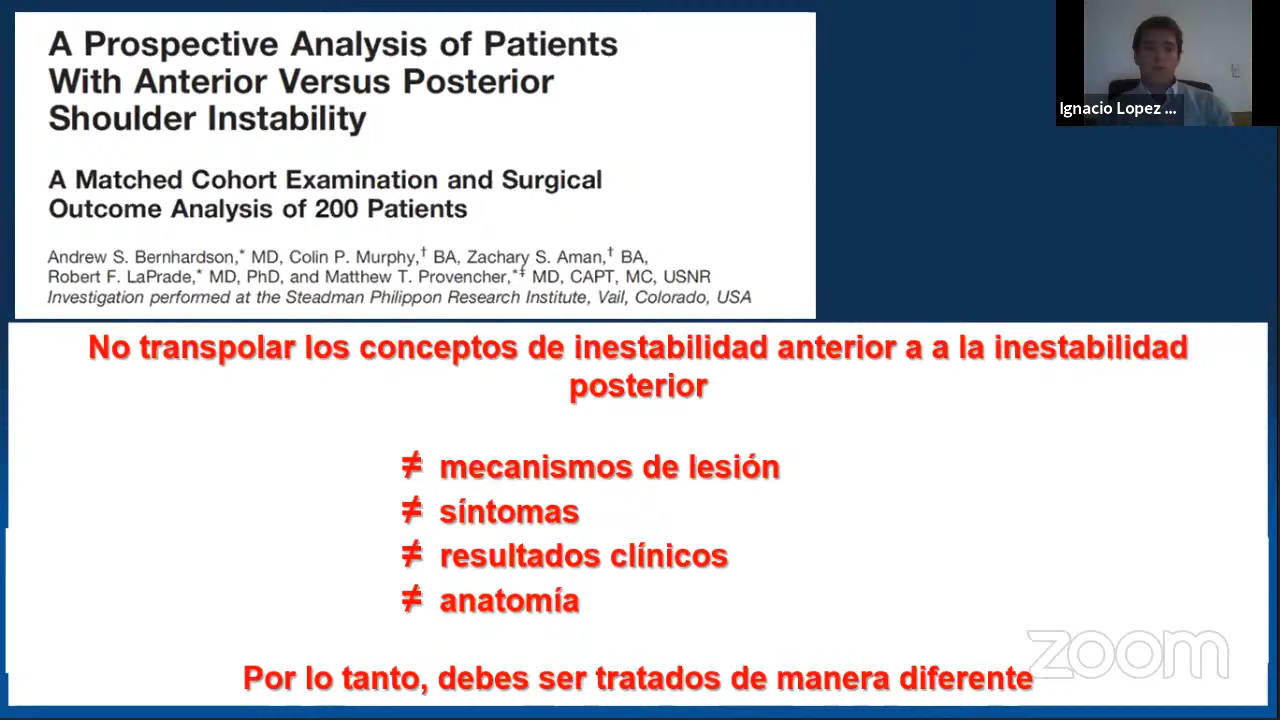 A Prospective Analysis of Patients
With Anterior Versus Posterior
Shoulder Instability
A Matched Cohort Examination and Surgical
Outcome Analysis of 200 Patients
Andrew S. Bernhardson,* MD, Colin P. Murphy,† BA, Zachary S. Aman,† BA,
Robert F. LaPrade,* MD, PhD, and Matthew T. Provencher,*‡ MD, CAPT, MC, USNR
Investigation performed at the Steadman Philippon Research Institute, Vail, Colorado, USA
Ignacio Lopez ...
No transpolar los conceptos de inestabilidad anterior a a la inestabilidad
posterior
≠ mecanismos de lesión
≠ síntomas
≠ resultados clínicos
≠ anatomía
Por lo tanto, debes ser tratados de manera diferente
zoom